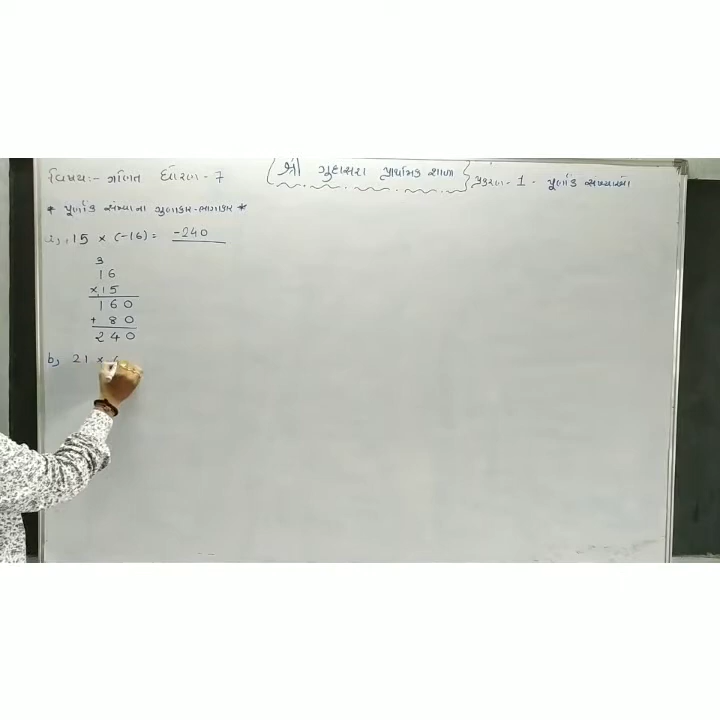 વિષય:- ગણિત ધોરણ - 7 શ્રી ગુદાસરા પ્રાથમિક શાળા પ્રકરણ - 1 - પૂર્ણાંક સંખ્યાઓ
* પૂર્ણાંક સંખ્યાના ગુણાકાર - ભાગાકાર *
15 × (-16) = -240
3
16
×15
160
+ 80
240
b, 21 × (